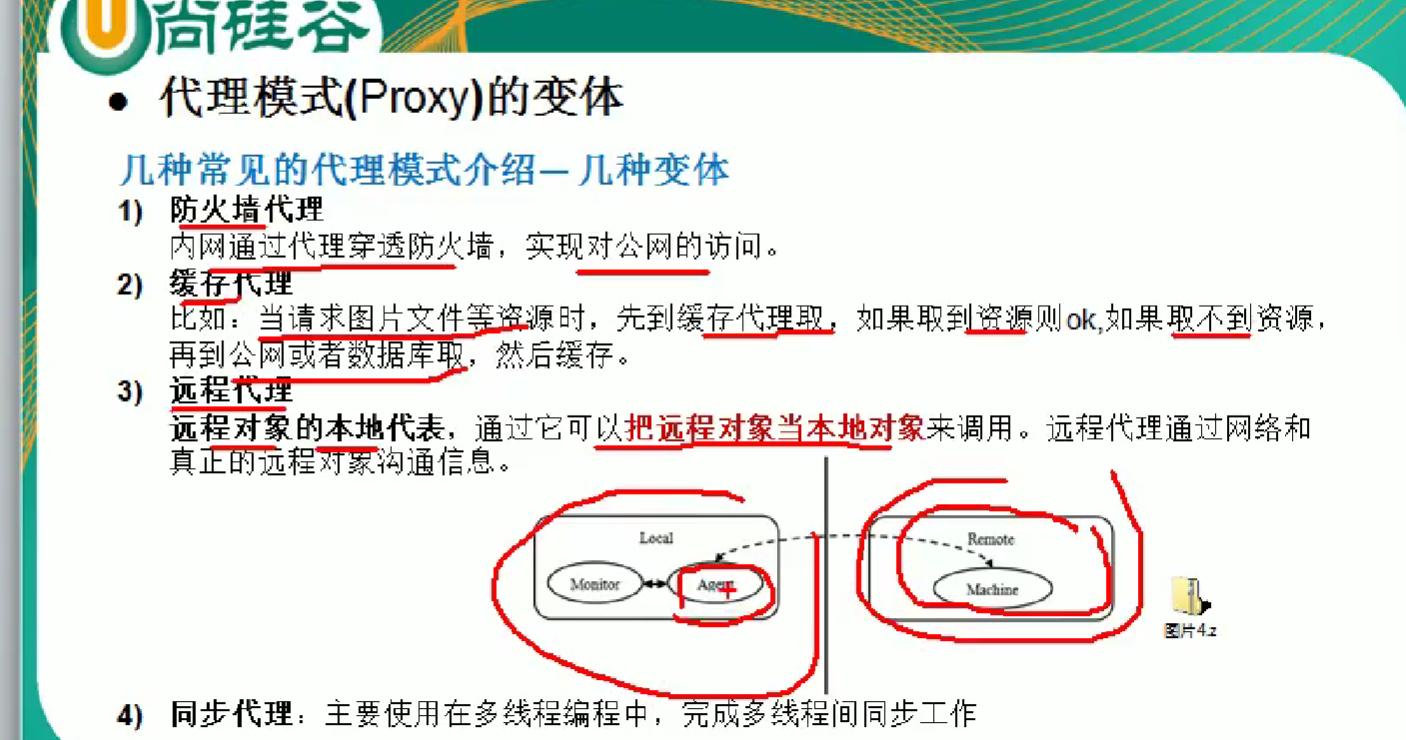 尚硅谷
● 代理模式(Proxy)的变体
几种常见的代理模式介绍— 几种变体
1) 防火墙代理
内网通过代理穿透防火墙，实现对公网的访问。
2) 缓存代理
比如：当请求图片文件等资源时，先到缓存代理取，如果取到资源则ok,如果取不到资源，
再到公网或者数据库取，然后缓存。
3) 远程代理
远程对象的本地代表，通过它可以把远程对象当本地对象来调用。远程代理通过网络和
真正的远程对象沟通信息。
Local
Remote
Monitor
Agent
Machine
图片4.z
4) 同步代理：主要使用在多线程编程中，完成多线程间同步工作